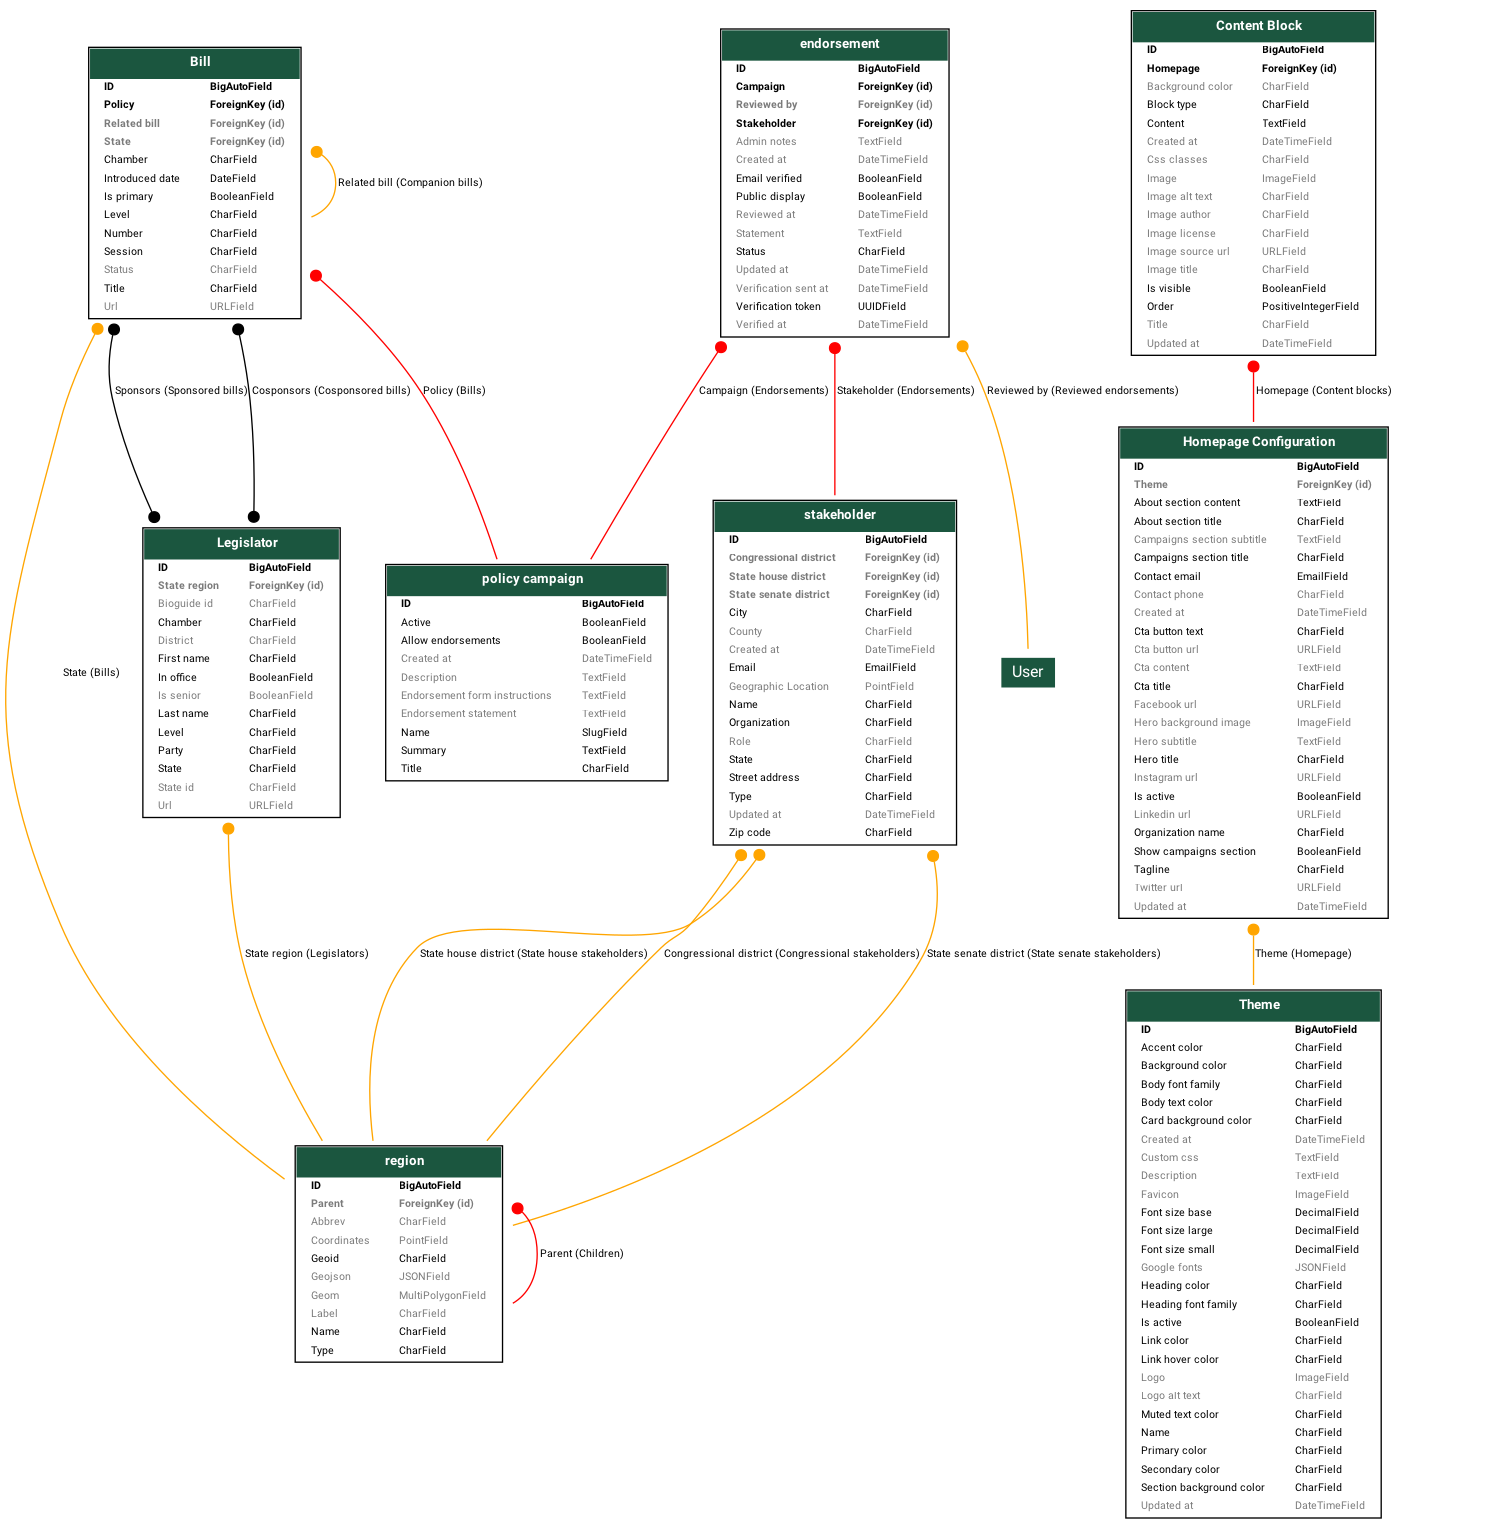 Bill
ID BigAutoField
Policy ForeignKey (id)
Related bill ForeignKey (id)
State ForeignKey (id)
Chamber CharField
Introduced date DateField
Is primary BooleanField
Level CharField
Number CharField
Session CharField
Status CharField
Title CharField
Url URLField
Related bill (Companion bills)
endorsement
ID BigAutoField
Campaign ForeignKey (id)
Reviewed by ForeignKey (id)
Stakeholder ForeignKey (id)
Admin notes TextField
Created at DateTimeField
Email verified BooleanField
Public display BooleanField
Reviewed at DateTimeField
Statement TextField
Status CharField
Updated at DateTimeField
Verification sent at DateTimeField
Verification token UUIDField
Verified at DateTimeField
Content Block
ID BigAutoField
Homepage ForeignKey (id)
Background color CharField
Block type CharField
Content TextField
Created at DateTimeField
Css classes CharField
Image ImageField
Image alt text CharField
Image author CharField
Image license CharField
Image source url URLField
Image title CharField
Is visible BooleanField
Order PositiveIntegerField
Title CharField
Updated at DateTimeField
Sponsors (Sponsored bills)
Cosponsors (Cosponsored bills)
Policy (Bills)
Campaign (Endorsements)
Stakeholder (Endorsements)
Reviewed by (Reviewed endorsements)
Homepage (Content blocks)
Legislator
ID BigAutoField
State region ForeignKey (id)
Bioguide id CharField
Chamber CharField
District CharField
First name CharField
In office BooleanField
Is senior BooleanField
Last name CharField
Level CharField
Party CharField
State CharField
State id CharField
Url URLField
State (Bills)
policy campaign
ID BigAutoField
Active BooleanField
Allow endorsements BooleanField
Created at DateTimeField
Description TextField
Endorsement form instructions TextField
Endorsement statement TextField
Name SlugField
Summary TextField
Title CharField
stakeholder
ID BigAutoField
Congressional district ForeignKey (id)
State house district ForeignKey (id)
State senate district ForeignKey (id)
City CharField
County CharField
Created at DateTimeField
Email EmailField
Geographic Location PointField
Name CharField
Organization CharField
Role CharField
State CharField
Street address CharField
Type CharField
Updated at DateTimeField
Zip code CharField
User
Homepage Configuration
ID BigAutoField
Theme ForeignKey (id)
About section content TextField
About section title CharField
Campaigns section subtitle TextField
Campaigns section title CharField
Contact email EmailField
Contact phone CharField
Created at DateTimeField
Cta button text CharField
Cta button url URLField
Cta content TextField
Cta title CharField
Facebook url URLField
Hero background image ImageField
Hero subtitle TextField
Hero title CharField
Instagram url URLField
Is active BooleanField
Linkedin url URLField
Organization name CharField
Show campaigns section BooleanField
Tagline CharField
Twitter url URLField
Updated at DateTimeField
State region (Legislators)
State house district (State house stakeholders)
Congressional district (Congressional stakeholders)
State senate district (State senate stakeholders)
Theme (Homepage)
region
ID BigAutoField
Parent ForeignKey (id)
Abbrev CharField
Coordinates PointField
Geoid CharField
Geojson JSONField
Geom MultiPolygonField
Label CharField
Name CharField
Type CharField
Parent (Children)
Theme
ID BigAutoField
Accent color CharField
Background color CharField
Body font family CharField
Body text color CharField
Card background color CharField
Created at DateTimeField
Custom css TextField
Description TextField
Favicon ImageField
Font size base DecimalField
Font size large DecimalField
Font size small DecimalField
Google fonts JSONField
Heading color CharField
Heading font family CharField
Is active BooleanField
Link color CharField
Link hover color CharField
Logo ImageField
Logo alt text CharField
Muted text color CharField
Name CharField
Primary color CharField
Secondary color CharField
Section background color CharField
Updated at DateTimeField